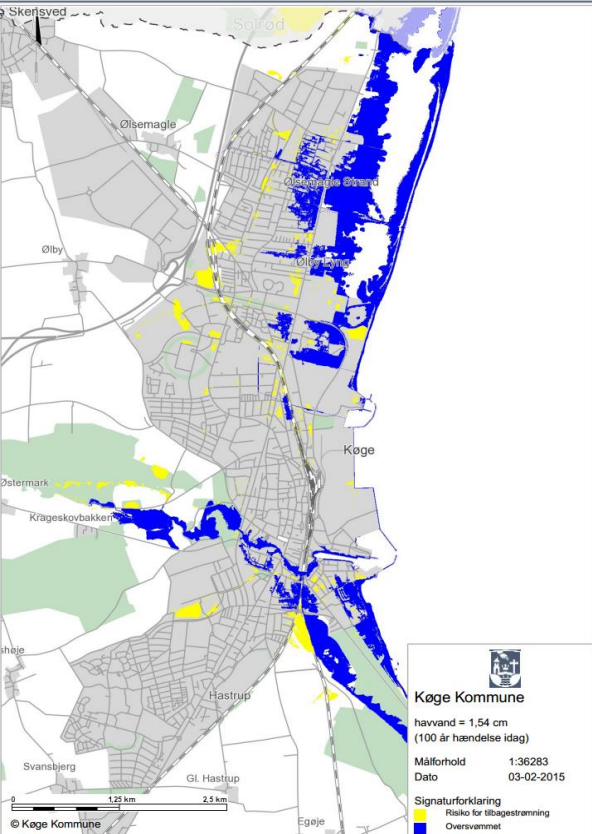 Skensved
Solrød
Ølsemagle
Ølsemagle Strand
Ølby
Ølby Lyng
Køge
Østermark
Krageskovbakken
shøje
Hastrup
Svansbjerg
Gl. Hastrup
Egøje
0 1,25 km 2,5 km
© Køge Kommune
Køge Kommune
havvand = 1,54 cm
(100 år hændelse idag)
Målforhold 1:36283
Dato 03-02-2015
Signaturforklaring
Risiko for tilbagestrømning
Oversvømmet